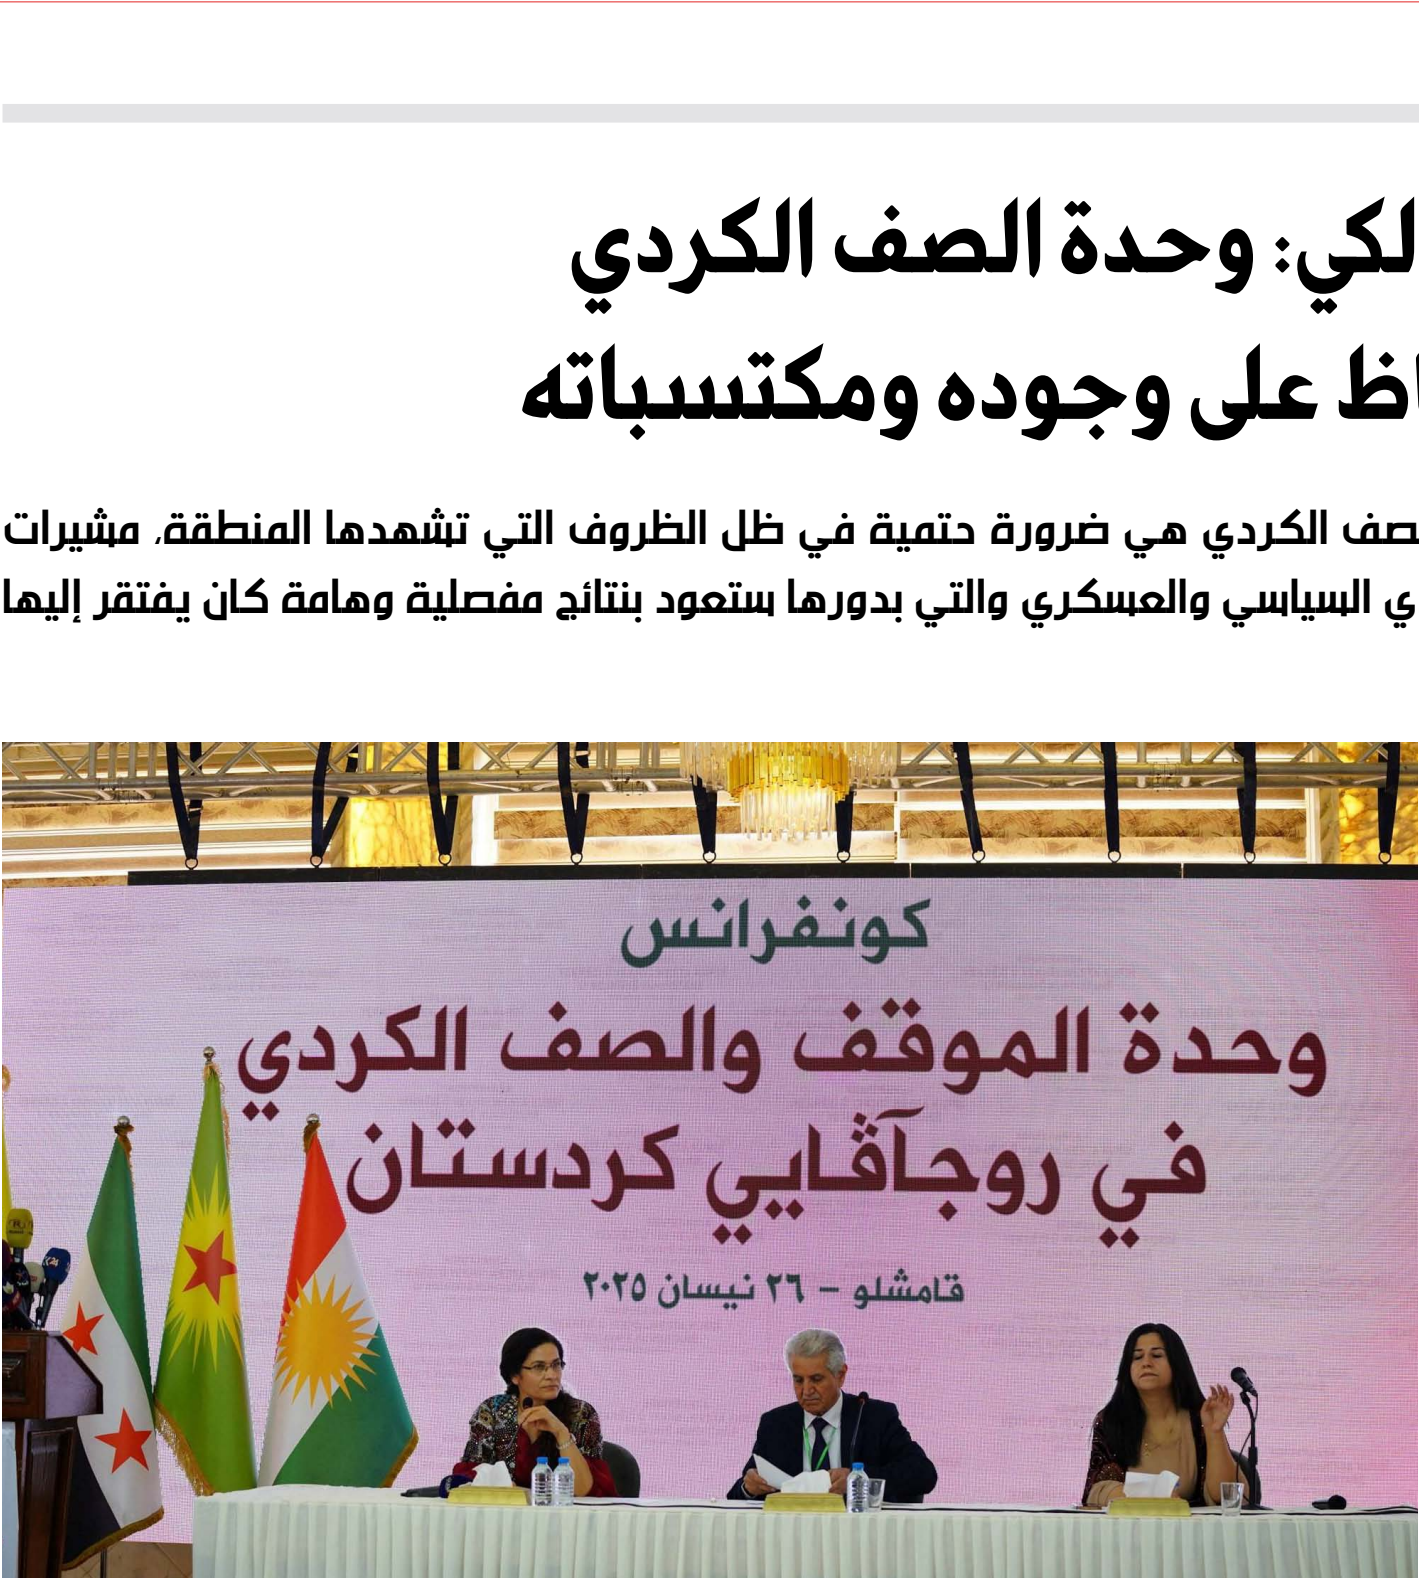 لكي: وحدة الصف الكردي
على وجوده ومكتسباته
الكردي هي ضرورة حتمية في ظل الظروف التي تشهدها المنطقة، مشيرات
السياسي والعسكري والتي بدورها ستعود بنتائج مفصلية وهامة كان يفتقر إليها
كونفرانس
وحدة الموقف والصف الكردي
في روجآڤايي كردستان
قامشلو – ٢٦ نيسان ٢٠٢٥